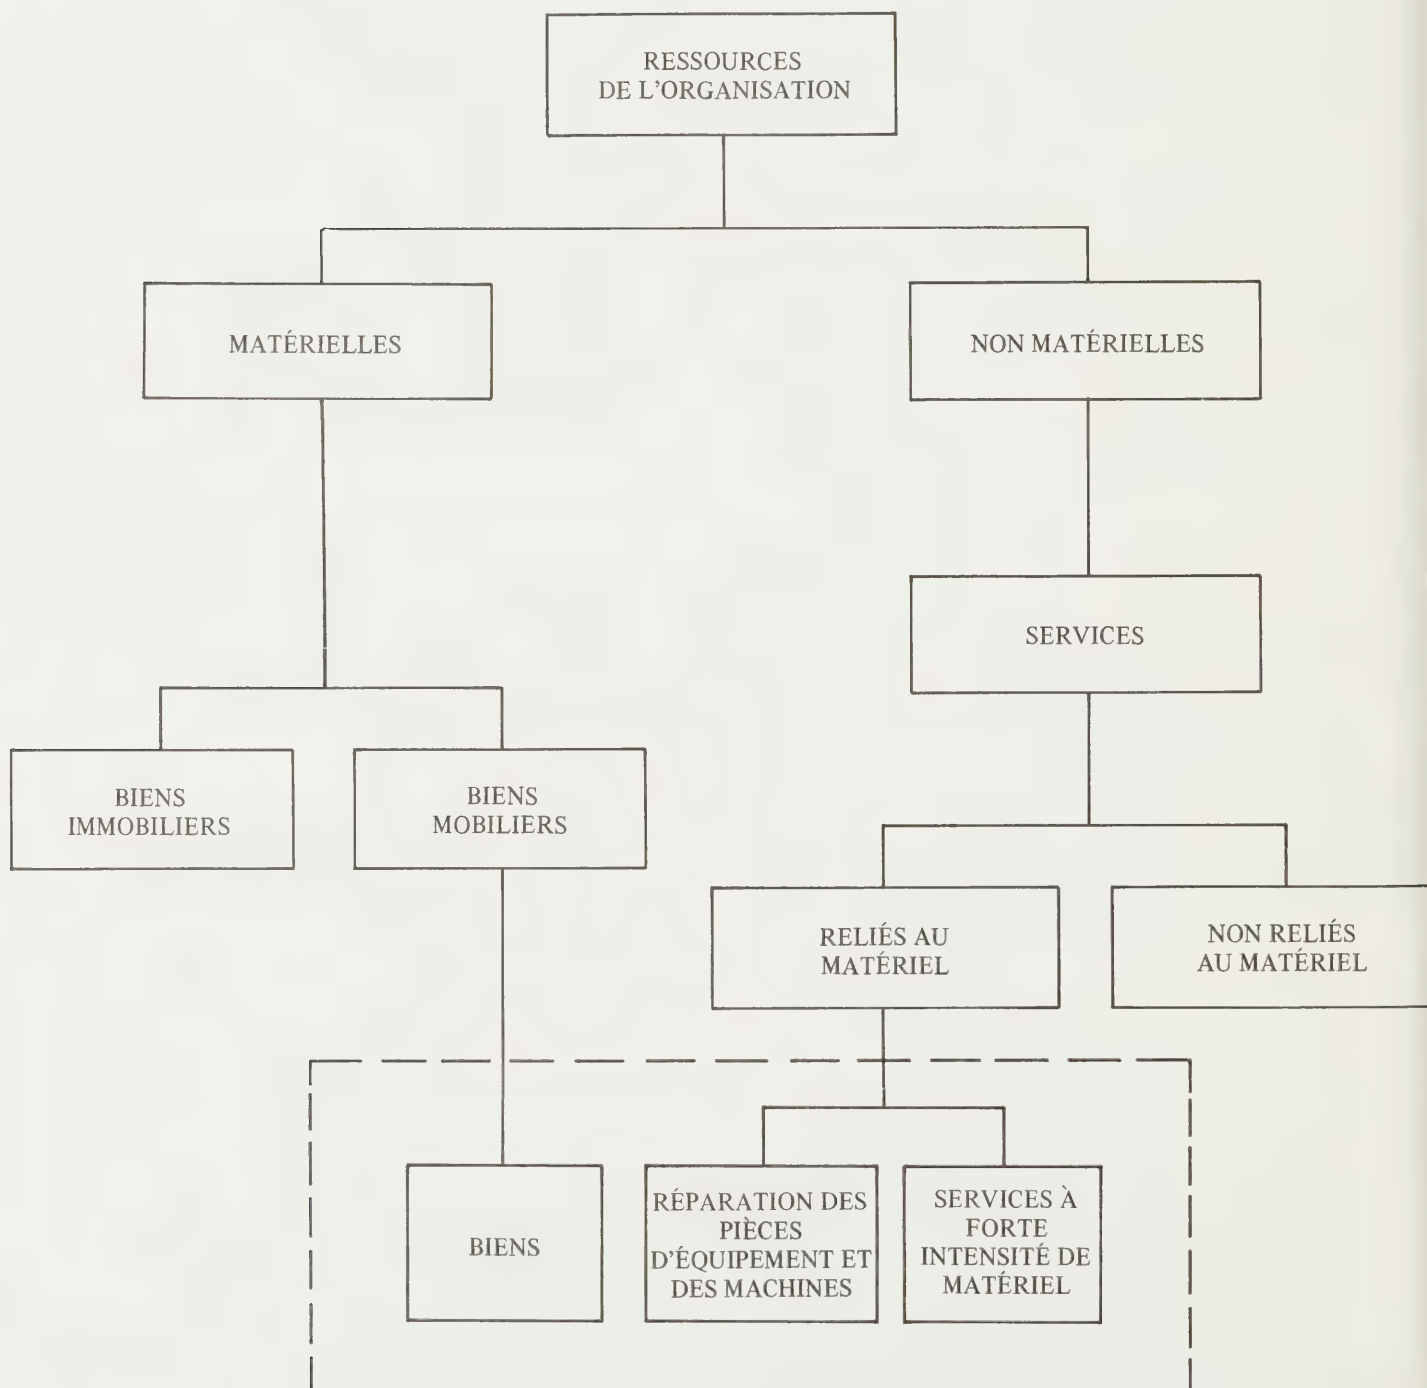 RESSOURCES
DE L'ORGANISATION
MATÉRIELLES
NON MATÉRIELLES
SERVICES
BIENS
IMMOBILIERS
BIENS
MOBILIERS
RELIÉS AU
MATÉRIEL
NON RELIÉS
AU MATÉRIEL
BIENS
RÉPARATION DES
PIÈCES
D'ÉQUIPEMENT ET
DES MACHINES
SERVICES À
FORTE
INTENSITÉ DE
MATÉRIEL